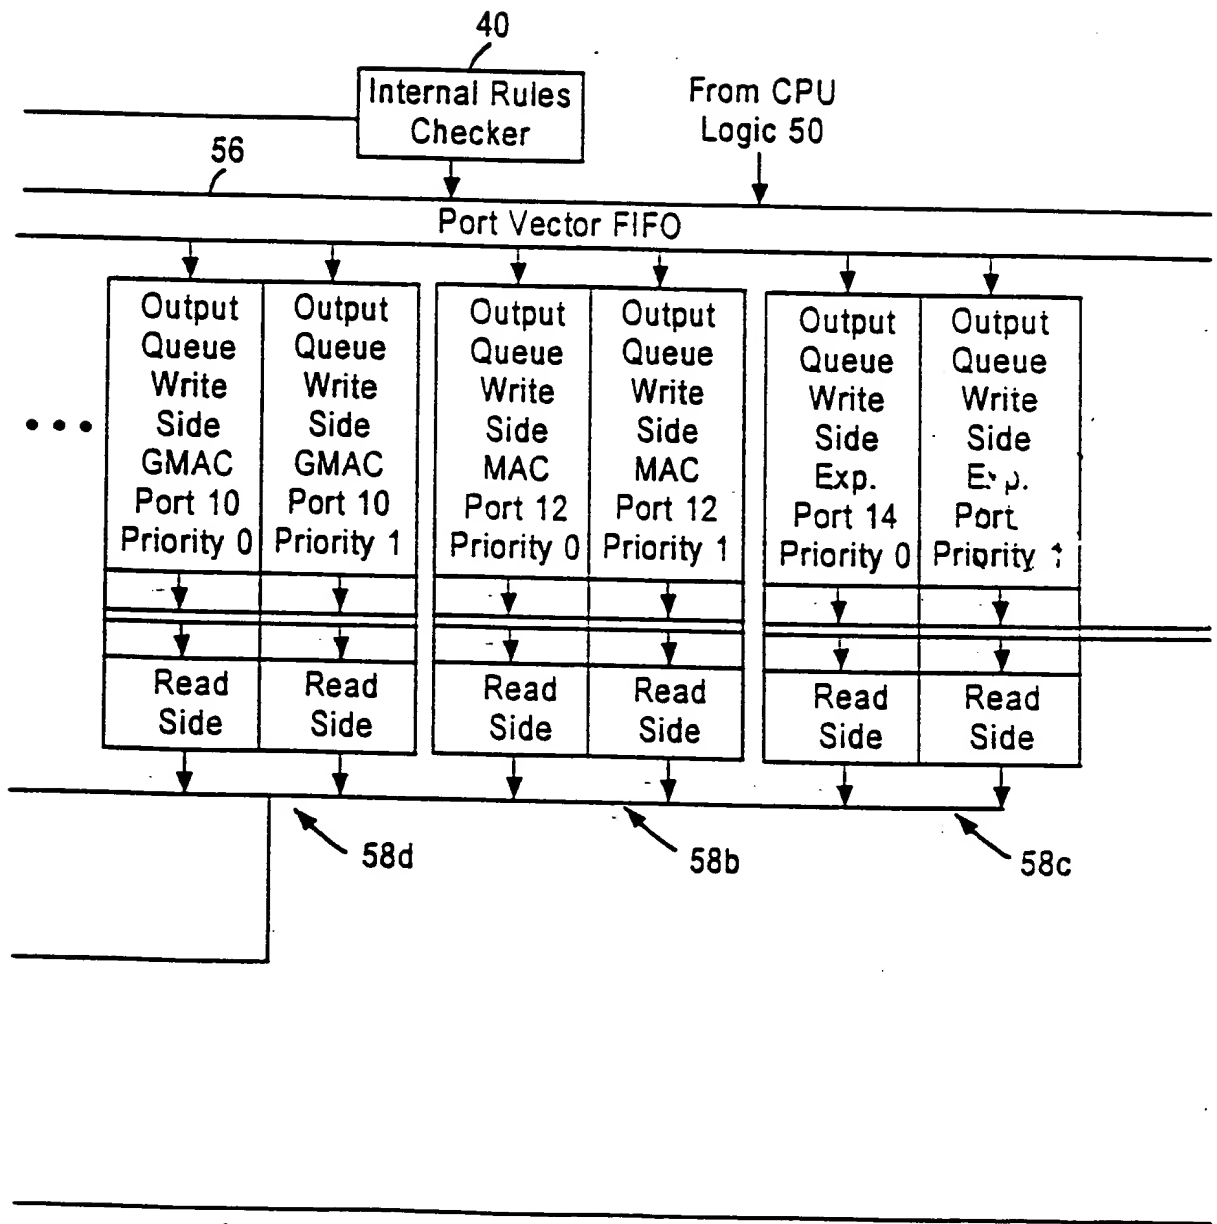 40
Internal Rules
Checker
From CPU
Logic 50
56
Port Vector FIFO
Output
Queue
Write
Side
GMAC
Port 10
Priority 0
Output
Queue
Write
Side
GMAC
Port 10
Priority 1
Output
Queue
Write
Side
MAC
Port 12
Priority 0
Output
Queue
Write
Side
MAC
Port 12
Priority 1
Output
Queue
Write
Side
Exp.
Port 14
Priority 0
Output
Queue
Write
Side
Exp.
Port
Priority 1
Read
Side
Read
Side
Read
Side
Read
Side
Read
Side
Read
Side
58d
58b
58c